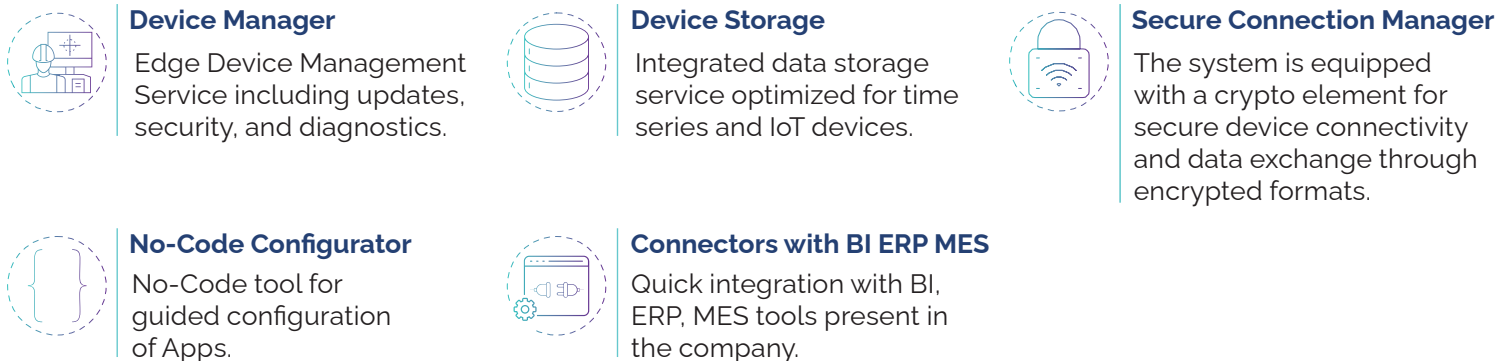 Device Manager
Edge Device Management
Service including updates,
security, and diagnostics.
Device Storage
Integrated data storage
service optimized for time
series and IoT devices.
Secure Connection Manager
The system is equipped
with a crypto element for
secure device connectivity
and data exchange through
encrypted formats.
No-Code Configurator
No-Code tool for
guided configuration
of Apps.
Connectors with BI ERP MES
Quick integration with BI,
ERP, MES tools present in
the company.